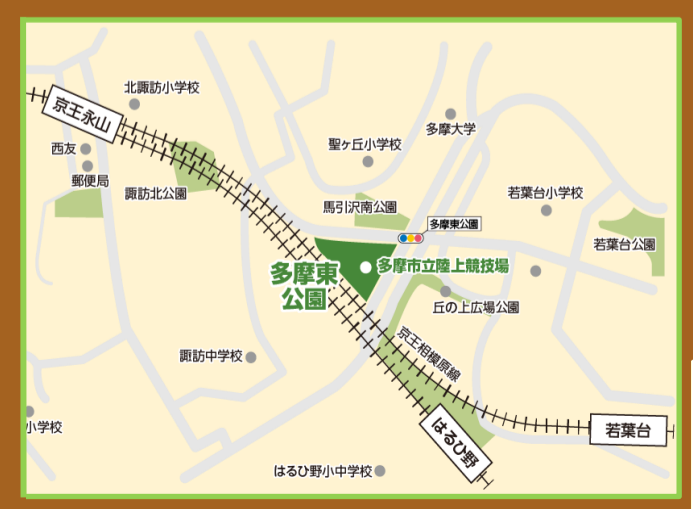 北諏訪小学校
京王永山
多摩大学
西友
聖ヶ丘小学校
郵便局
諏訪北公園
若葉台小学校
馬引沢南公園
多摩東公園
若葉台公園
多摩市立陸上競技場
多摩東
公園
丘の上広場公園
京王相模原線
諏訪中学校
小学校
若葉台
はるひ野
はるひ野小中学校